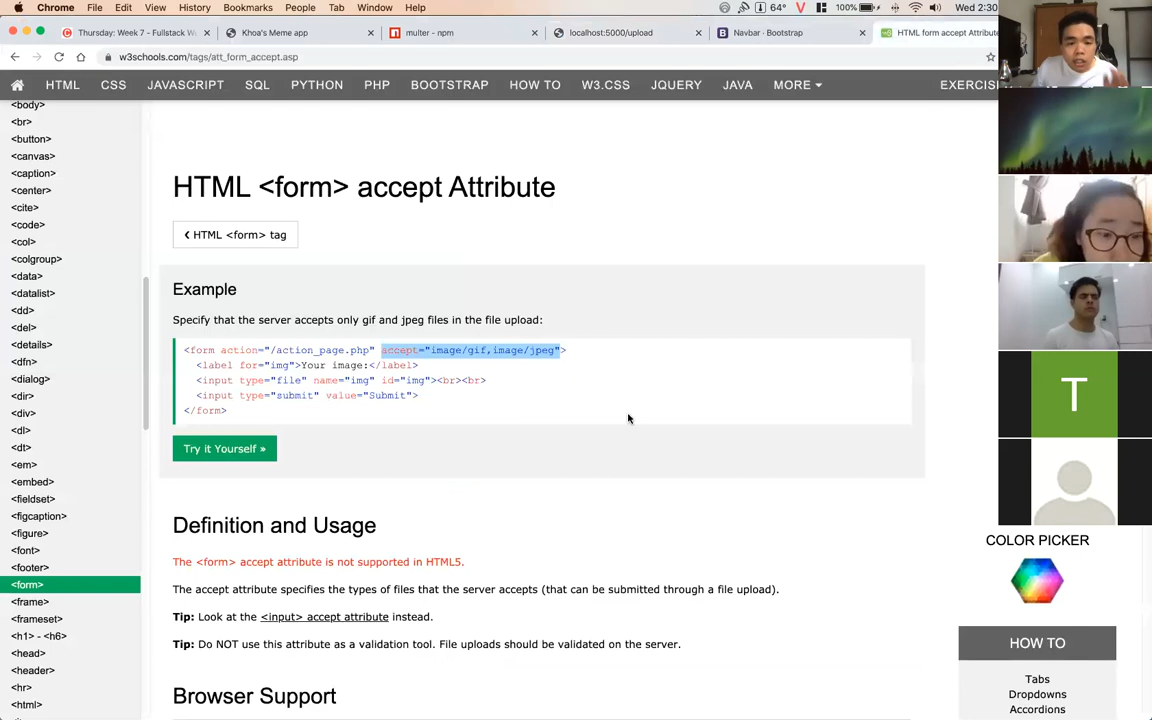 Chrome File Edit View History Bookmarks People Tab Window Help 64° 100% Wed 2:30
Thursday: Week 7 - Fullstack W
Khoa's Meme app
multer - npm
localhost:5000/upload
Navbar · Bootstrap
HTML form accept Attribute
w3schools.com/tags/att_form_accept.asp
HTML CSS JAVASCRIPT SQL PYTHON PHP BOOTSTRAP HOW TO W3.CSS JQUERY JAVA MORE EXERCIS
<body>
<br>
<button>
<canvas>
<caption>
<center>
<cite>
<code>
<col>
<colgroup>
<data>
<datalist>
<dd>
<del>
<details>
<dfn>
<dialog>
<dir>
<div>
<dl>
<dt>
<em>
<embed>
<fieldset>
<figcaption>
<figure>
<font>
<footer>
<form>
<frame>
<frameset>
<h1> - <h6>
<head>
<header>
<hr>
<html>
HTML <form> accept Attribute
❮ HTML <form> tag
Example
Specify that the server accepts only gif and jpeg files in the file upload:
<form action="/action_page.php" accept="image/gif,image/jpeg">
<label for="img">Your image:</label>
<input type="file" name="img" id="img"><br><br>
<input type="submit" value="Submit">
</form>
Try it Yourself »
Definition and Usage
The <form> accept attribute is not supported in HTML5.
The accept attribute specifies the types of files that the server accepts (that can be submitted through a file upload).
Tip: Look at the <input> accept attribute instead.
Tip: Do NOT use this attribute as a validation tool. File uploads should be validated on the server.
Browser Support
T
COLOR PICKER
HOW TO
Tabs
Dropdowns
Accordions